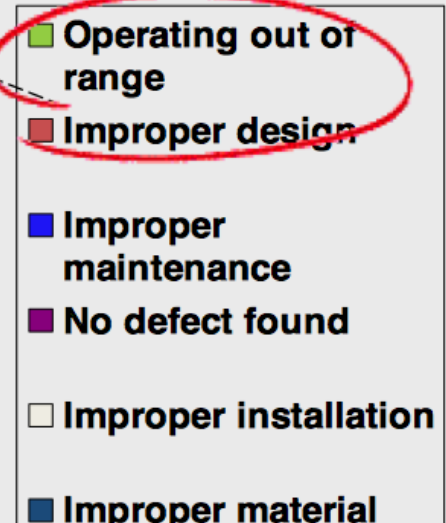 Operating out of
range
Improper design
Improper
maintenance
No defect found
Improper installation
Improper material